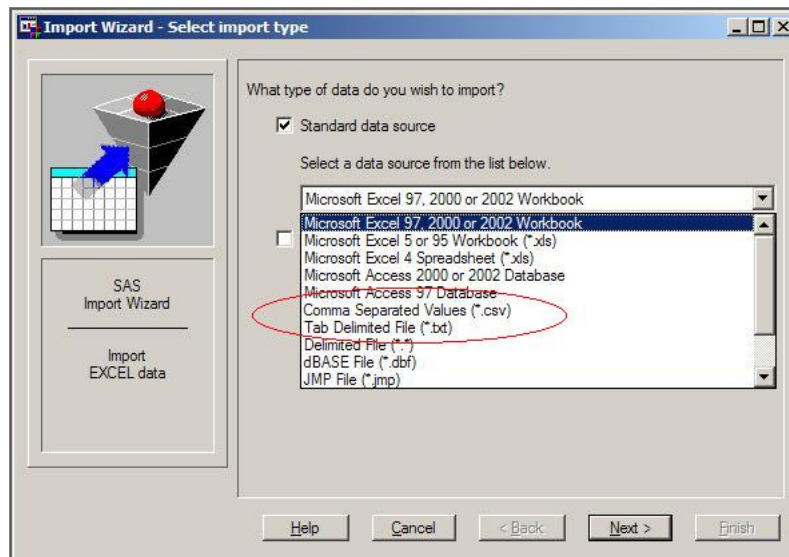 Import Wizard - Select import type
What type of data do you wish to import?
Standard data source
Select a data source from the list below.
Microsoft Excel 97, 2000 or 2002 Workbook
Microsoft Excel 97, 2000 or 2002 Workbook
Microsoft Excel 5 or 95 Workbook (*.xls)
Microsoft Excel 4 Spreadsheet (*.xls)
Microsoft Access 2000 or 2002 Database
Microsoft Access 97 Database
Comma Separated Values (*.csv)
Tab Delimited File (*.txt)
Delimited File (*.*)
dBASE File (*.dbf)
JMP File (*.jmp)
SAS
Import Wizard
Import
EXCEL data
Help
Cancel
< Back
Next >
Finish